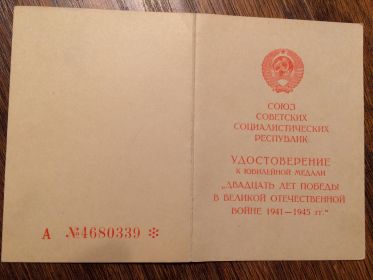 А №4680339 *
СОЮЗ
СОВЕТСКИХ
СОЦИАЛИСТИЧЕСКИХ
РЕСПУБЛИК
УДОСТОВЕРЕНИЕ
К ЮБИЛЕЙНОЙ МЕДАЛИ
„ДВАДЦАТЬ ЛЕТ ПОБЕДЫ
В ВЕЛИКОЙ ОТЕЧЕСТВЕННОЙ
ВОЙНЕ 1941—1945 гг.“